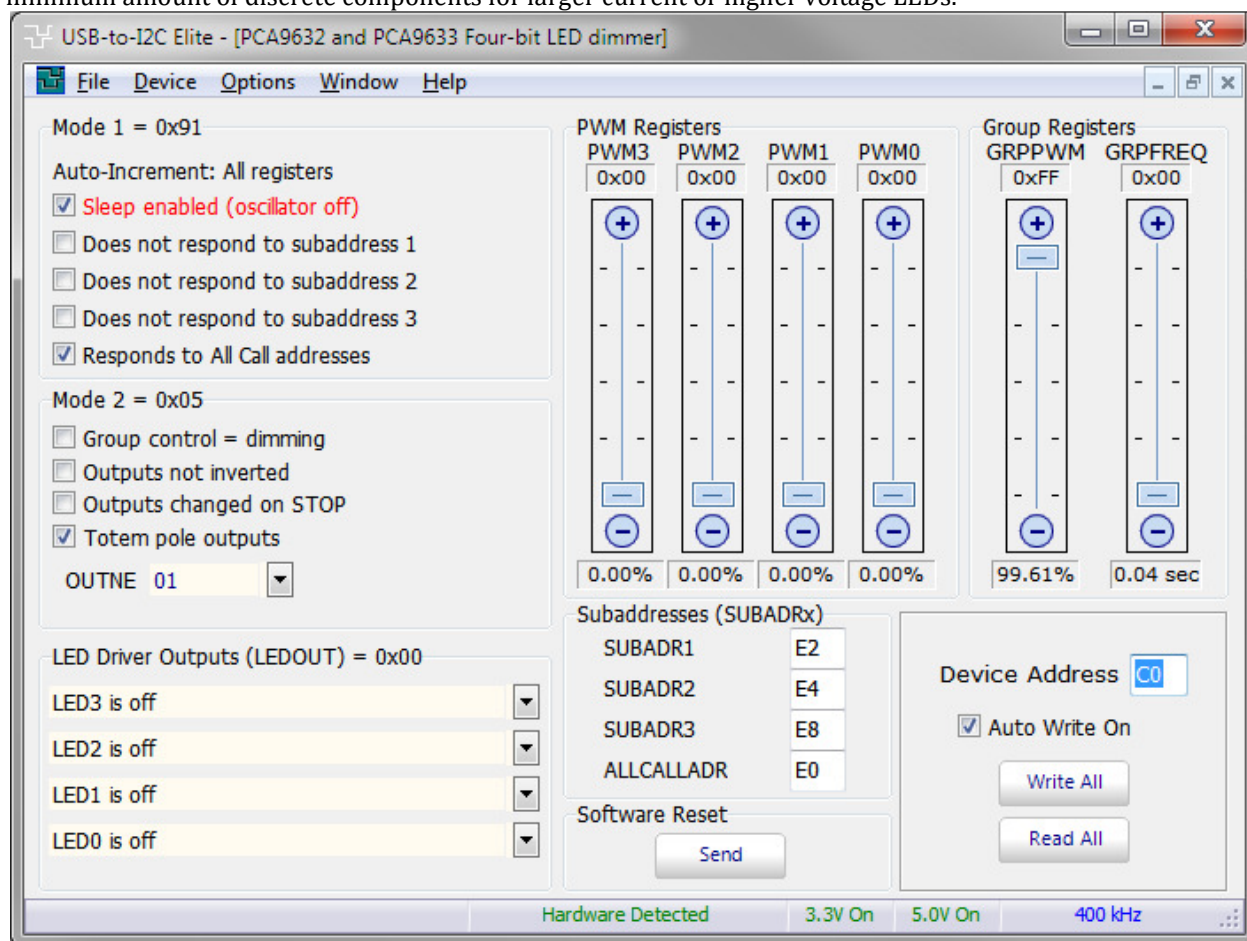 minimum amount of discrete components for larger current or higher voltage LEDs.
USB-to-I2C Elite - [PCA9632 and PCA9633 Four-bit LED dimmer]
File Device Options Window Help
Mode 1 = 0x91
Auto-Increment: All registers
Sleep enabled (oscillator off)
Does not respond to subaddress 1
Does not respond to subaddress 2
Does not respond to subaddress 3
Responds to All Call addresses
Mode 2 = 0x05
Group control = dimming
Outputs not inverted
Outputs changed on STOP
Totem pole outputs
OUTNE 01
LED Driver Outputs (LEDOUT) = 0x00
LED3 is off
LED2 is off
LED1 is off
LED0 is off
PWM Registers
PWM3 PWM2 PWM1 PWM0
0x00 0x00 0x00 0x00
0.00% 0.00% 0.00% 0.00%
Group Registers
GRPPWM GRPFREQ
0xFF 0x00
99.61% 0.04 sec
Subaddresses (SUBADRx)
SUBADR1 E2
SUBADR2 E4
SUBADR3 E8
ALLCALLADR E0
Software Reset
Send
Device Address C0
Auto Write On
Write All
Read All
Hardware Detected 3.3V On 5.0V On 400 kHz